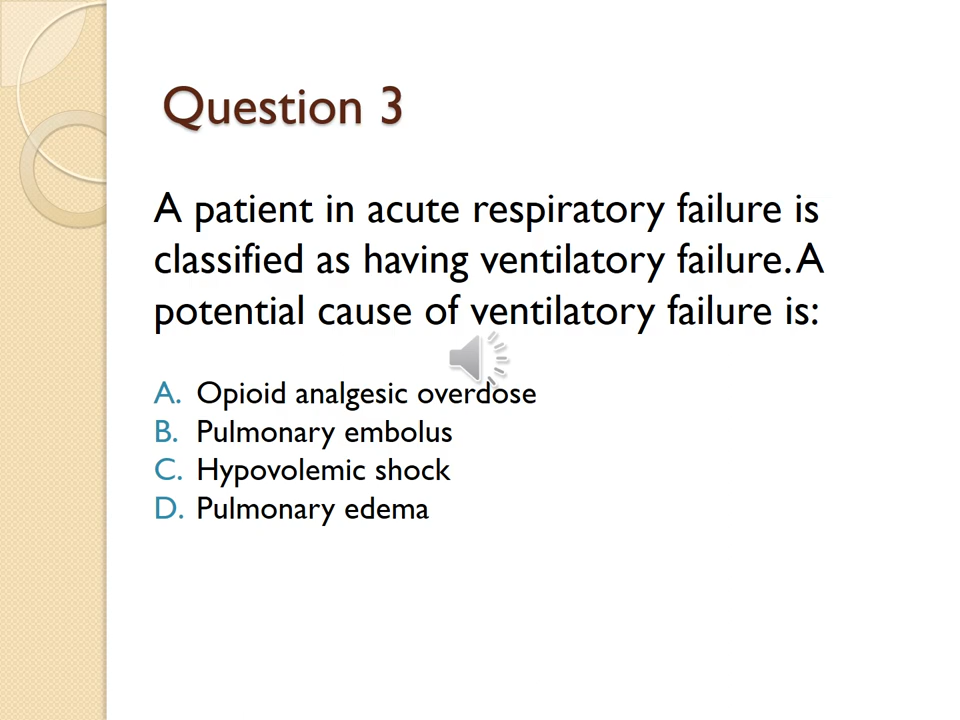 Question 3
A patient in acute respiratory failure is
classified as having ventilatory failure. A
potential cause of ventilatory failure is:
A. Opioid analgesic overdose
B. Pulmonary embolus
C. Hypovolemic shock
D. Pulmonary edema